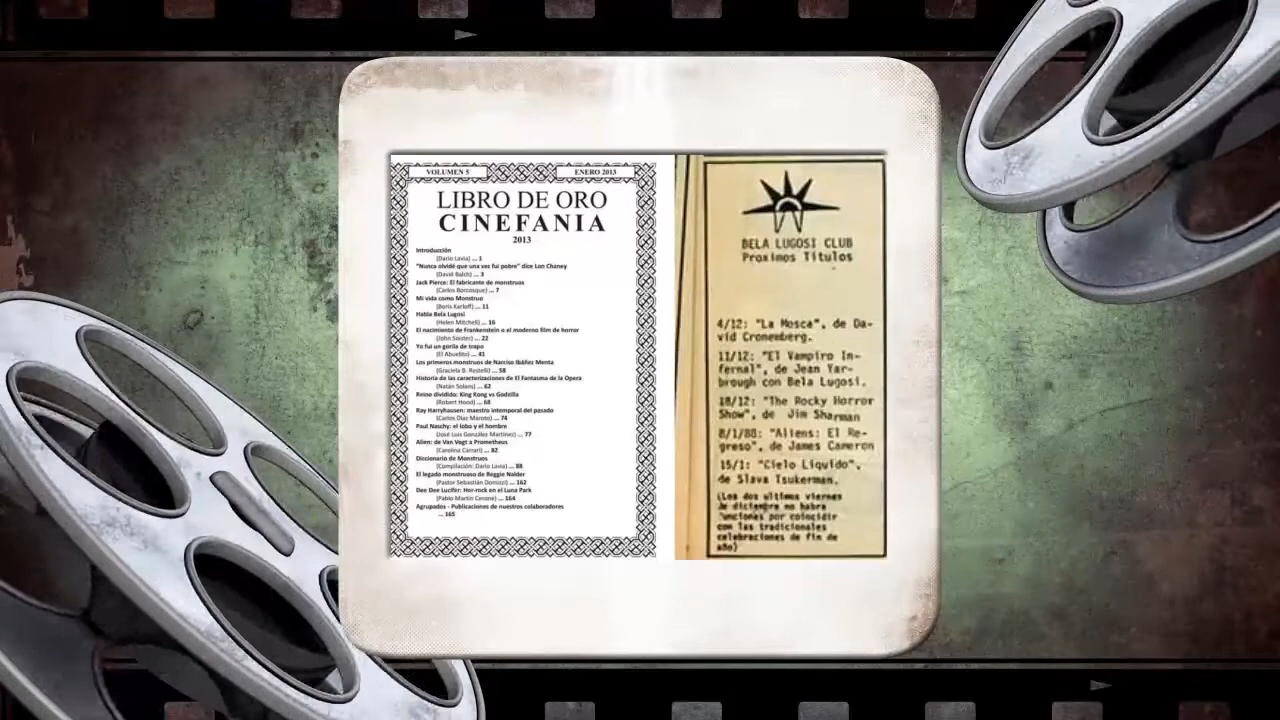 VOLUMEN 5
ENERO 2013
LIBRO DE ORO
CINEFANIA
2013
Introducción
(Darío Lavia) ... 1
"Nunca olvidé que una vez fui pobre" dice Lon Chaney
(David Balch) ... 3
Jack Pierce: El fabricante de monstruos
(Carlos Borcosque) ... 7
Mi vida como Monstruo
(Boris Karloff) ... 11
Habla Bela Lugosi
(Helen Mitchell) ... 16
El nacimiento de Frankenstein o el moderno film de horror
(John Soister) ... 22
Yo fui un gorila de trapo
(El Abuelito) ... 41
Los primeros monstruos de Narciso Ibáñez Menta
(Graciela B. Restelli) ... 58
Historia de las caracterizaciones de El Fantasma de la Opera
(Natán Solans) ... 62
Reino dividido: King Kong vs Godzilla
(Robert Hood) ... 68
Ray Harryhausen: maestro intemporal del pasado
(Carlos Díaz Maroto) ... 74
Paul Naschy: el lobo y el hombre
(José Luis González Martínez) ... 77
Alien: de Van Vogt a Prometheus
(Carolina Carrari) ... 82
Diccionario de Monstruos
(Compilación: Darío Lavia) ... 88
El legado monstruoso de Reggie Nalder
(Pastor Sebastián Domizzi) ... 162
Dee Dee Lucifer: Hor-rock en el Luna Park
(Pablo Martín Cerone) ... 164
Agrupados - Publicaciones de nuestros colaboradores
... 165
BELA LUGOSI CLUB
Proximos Titulos
4/12: "La Mosca", de Da-
vid Cronemberg.
11/12: "El Vampiro In-
fernal", de Jean Yar-
brough con Bela Lugosi.
18/12: "The Rocky Horror
Show", de Jim Sharman
8/1/88: "Aliens: El Re-
greso", de James Cameron
15/1: "Cielo Liquido",
de Slava Tsukerman.
(Los dos ultimos viernes
de diciembre no habra
funciones por coincidir
con las tradicionales
celebraciones de fin de
año)